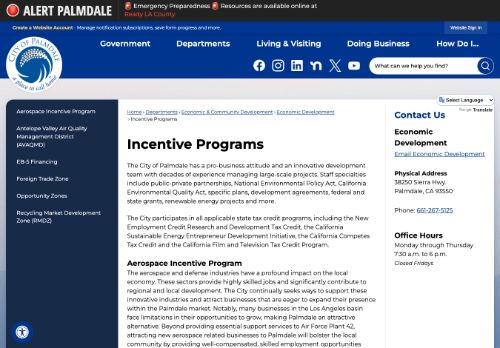 ALERT PALMDALE
🚨 Emergency Preparedness 🚨 Resources are available online at
Ready LA County.
Create a Website Account - Manage notification subscriptions, save form progress and more.
Website Sign In
CITY OF PALMDALE
a place to call home
Government
Departments
Living & Visiting
Doing Business
How Do I...
What can we help you find?
Select Language
Google Translate
Aerospace Incentive Program
Antelope Valley Air Quality
Management District
(AVAQMD)
EB-5 Financing
Foreign Trade Zone
Opportunity Zones
Recycling Market Development
Zone (RMDZ)
Home › Departments › Economic & Community Development › Economic Development
› Incentive Programs
Incentive Programs
The City of Palmdale has a pro-business attitude and an innovative development
team with decades of experience managing large-scale projects. Staff specialties
include public-private partnerships, National Environmental Policy Act, California
Environmental Quality Act, specific plans, development agreements, federal and
state grants, renewable energy projects and more.
The City participates in all applicable state tax credit programs, including the New
Employment Credit Research and Development Tax Credit, the California
Sustainable Energy Entrepreneur Development Initiative, the California Competes
Tax Credit and the California Film and Television Tax Credit Program.
Aerospace Incentive Program
The aerospace and defense industries have a profound impact on the local
economy. These sectors provide highly skilled jobs and significantly contribute to
regional and local development. The City continually seeks ways to support these
innovative industries and attract businesses that are eager to expand their presence
within the Palmdale market. Notably, many businesses in the Los Angeles basin
face limitations in their opportunities to grow, making Palmdale an attractive
alternative. Beyond providing essential support services to Air Force Plant 42,
attracting new aerospace related businesses to Palmdale will bolster the local
community by providing well-compensated, skilled employment opportunities
Contact Us
Economic
Development
Email Economic Development
Physical Address
38250 Sierra Hwy.
Palmdale, CA 93550
Phone: 661-267-5125
Office Hours
Monday through Thursday
7:30 a.m. to 6 p.m.
Closed Fridays